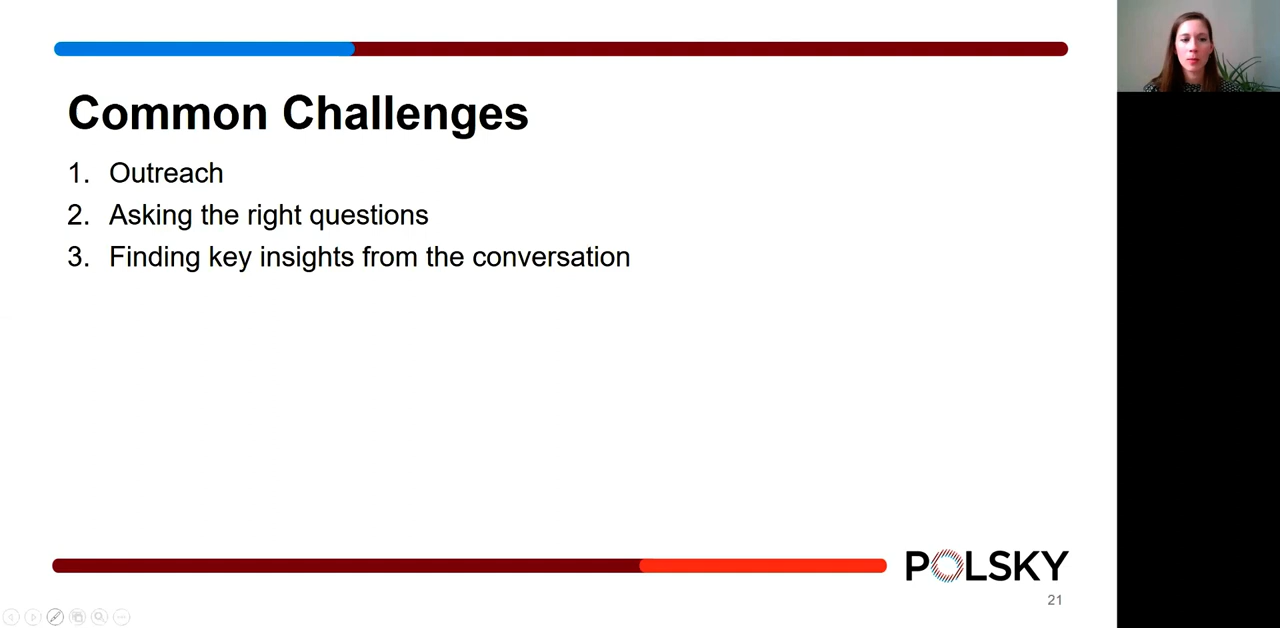 Common Challenges
1. Outreach
2. Asking the right questions
3. Finding key insights from the conversation
POLSKY
21